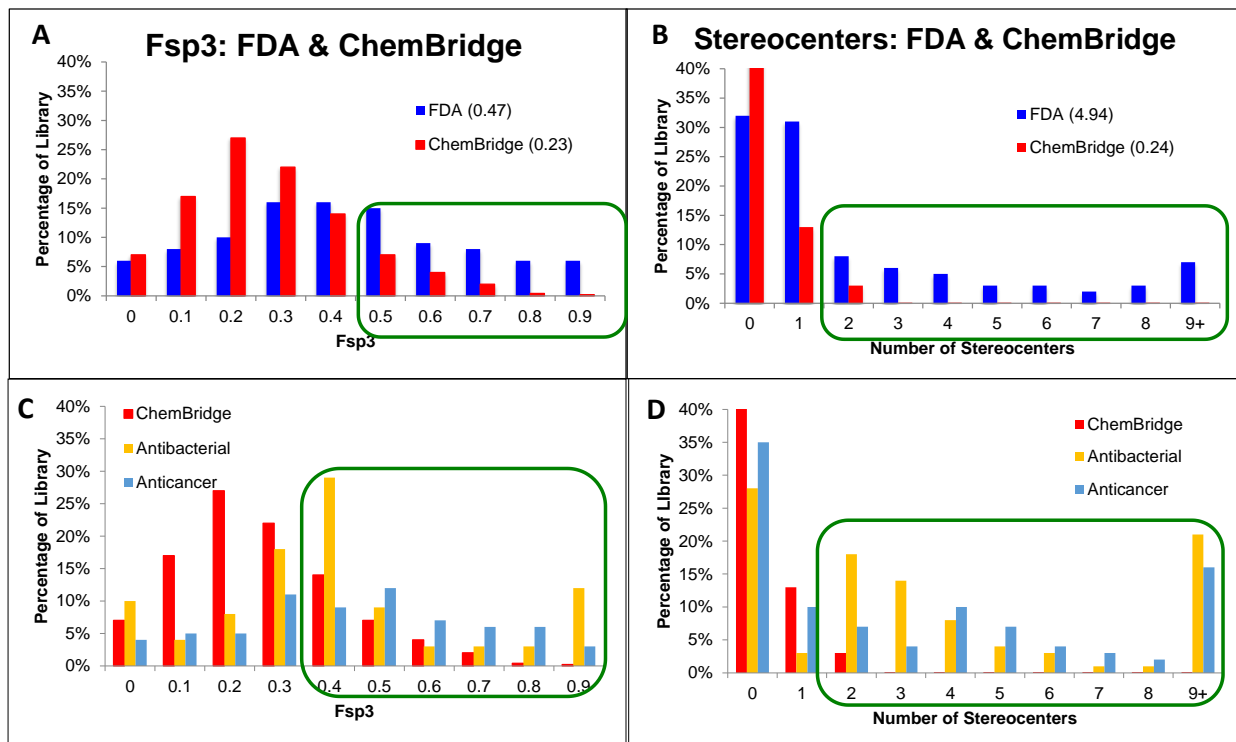 A
Fsp3: FDA & ChemBridge
40%
35%
30%
25%
20%
15%
10%
5%
0%
Percentage of Library
FDA (0.47)
ChemBridge (0.23)
0 0.1 0.2 0.3 0.4 0.5 0.6 0.7 0.8 0.9
Fsp3
B
Stereocenters: FDA & ChemBridge
40%
35%
30%
25%
20%
15%
10%
5%
0%
Percentage of Library
FDA (4.94)
ChemBridge (0.24)
0 1 2 3 4 5 6 7 8 9+
Number of Stereocenters
C
40%
35%
30%
25%
20%
15%
10%
5%
0%
Percentage of Library
ChemBridge
Antibacterial
Anticancer
0 0.1 0.2 0.3 0.4 0.5 0.6 0.7 0.8 0.9
Fsp3
D
40%
35%
30%
25%
20%
15%
10%
5%
0%
Percentage of Library
ChemBridge
Antibacterial
Anticancer
0 1 2 3 4 5 6 7 8 9+
Number of Stereocenters